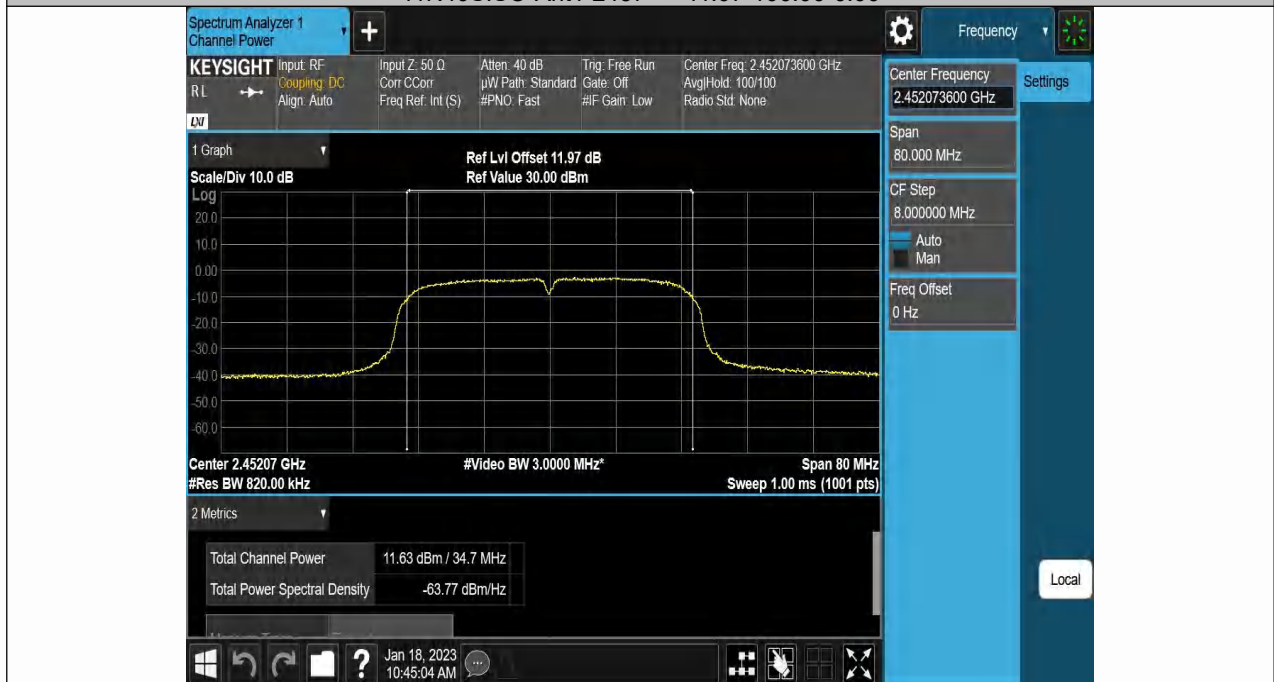 Spectrum Analyzer 1
Channel Power
Frequency
KEYSIGHT
Input: RF
Coupling: DC
Align: Auto
Input Z: 50 Ω
Corr CCorr
Freq Ref: Int (S)
Atten: 40 dB
µW Path: Standard
#PNO: Fast
Trig: Free Run
Gate: Off
#IF Gain: Low
Center Freq: 2.452073600 GHz
Avg|Hold: 100/100
Radio Std: None
RL
LXI
Center Frequency
2.452073600 GHz
Settings
Span
80.000 MHz
CF Step
8.000000 MHz
Auto
Man
Freq Offset
0 Hz
1 Graph
Ref Lvl Offset 11.97 dB
Scale/Div 10.0 dB
Ref Value 30.00 dBm
Log
20.0
10.0
0.00
-10.0
-20.0
-30.0
-40.0
-50.0
-60.0
Center 2.45207 GHz
#Video BW 3.0000 MHz*
Span 80 MHz
#Res BW 820.00 kHz
Sweep 1.00 ms (1001 pts)
2 Metrics
Total Channel Power 11.63 dBm / 34.7 MHz
Total Power Spectral Density -63.77 dBm/Hz
Local
?
Jan 18, 2023
10:45:04 AM